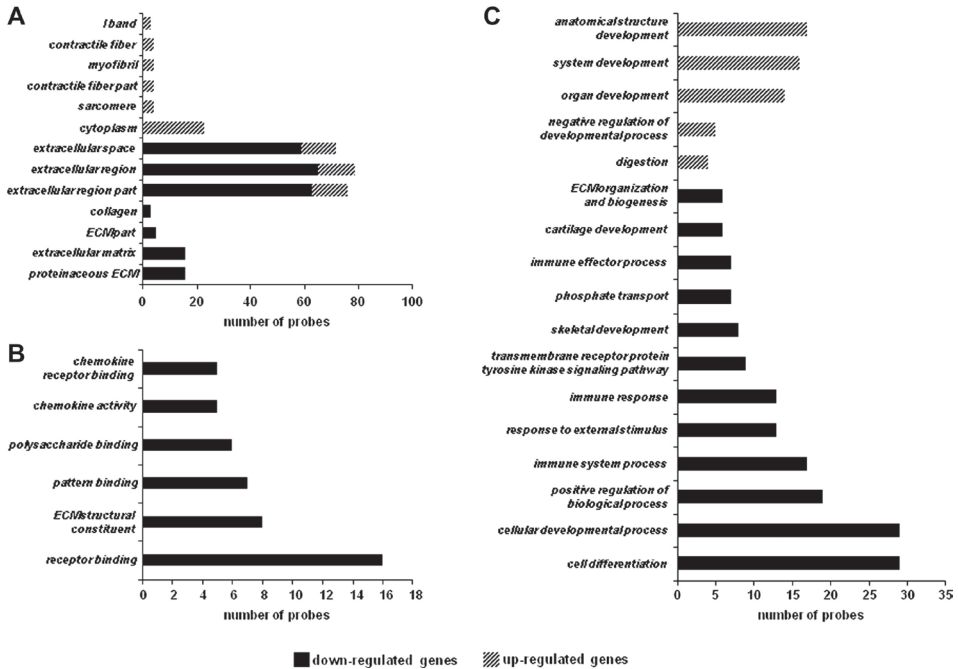 A
I band
contractile fiber
myofibril
contractile fiber part
sarcomere
cytoplasm
extracellular space
extracellular region
extracellular region part
collagen
ECM part
extracellular matrix
proteinaceous ECM
0 20 40 60 80 100
number of probes
B
chemokine
receptor binding
chemokine activity
polysaccharide binding
pattern binding
ECM structural
constituent
receptor binding
0 2 4 6 8 10 12 14 16 18
number of probes
C
anatomical structure
development
system development
organ development
negative regulation of
developmental process
digestion
ECM organization
and biogenesis
cartilage development
immune effector process
phosphate transport
skeletal development
transmembrane receptor protein
tyrosine kinase signaling pathway
immune response
response to external stimulus
immune system process
positive regulation of
biological process
cellular developmental process
cell differentiation
0 5 10 15 20 25 30 35
number of probes
down-regulated genes
up-regulated genes